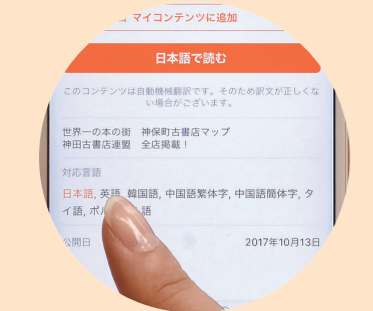 マイコンテンツに追加
日本語で読む
このコンテンツは自動機械翻訳です。そのため訳文が正しくな
い場合がございます。
世界一の本の街 神保町古書店マップ
神田古書店連盟 全店掲載！
対応言語
日本語, 英語, 韓国語, 中国語繁体字, 中国語簡体字, タ
イ語, 語
公開日 2017年10月13日